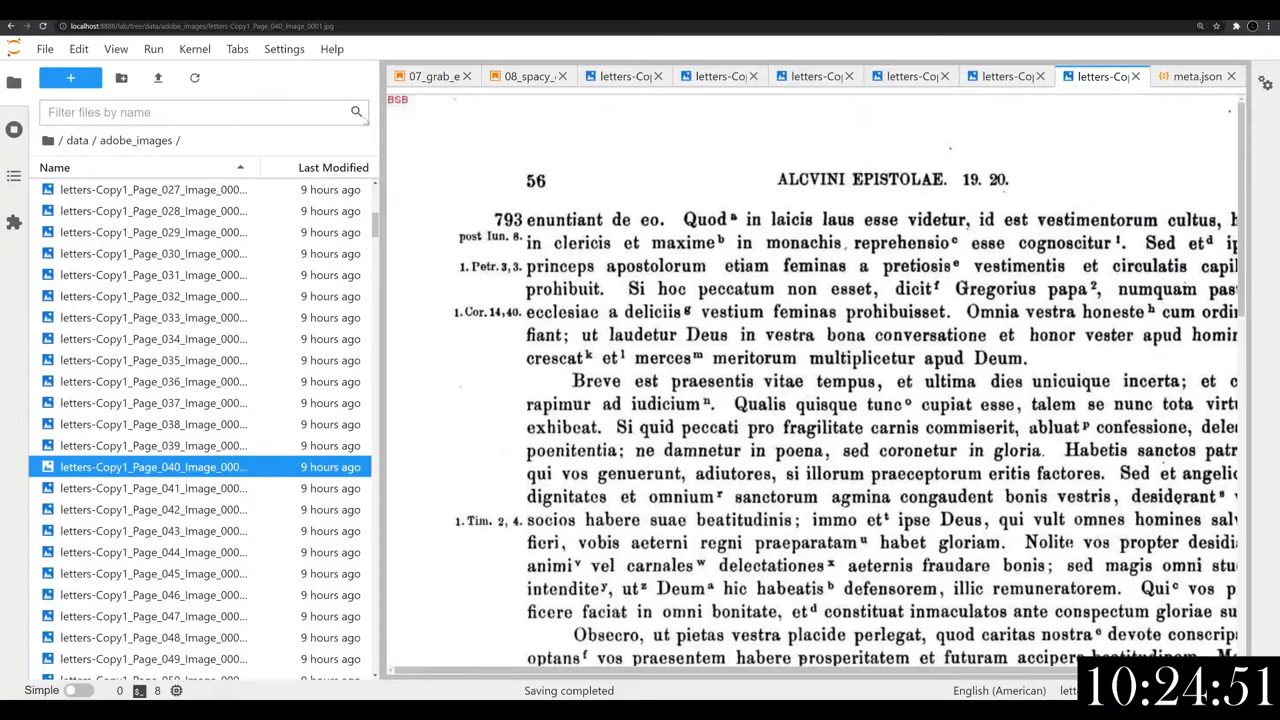 localhost:8888/lab/tree/data/adobe_images/letters-Copy1_Page_040_Image_0001.jpg
File Edit View Run Kernel Tabs Settings Help
07_grab_e 08_spacy_ letters-Co letters-Co letters-Co letters-Co letters-Co letters-Co meta.json
Filter files by name
/ data / adobe_images /
Name Last Modified
letters-Copy1_Page_027_Image_000... 9 hours ago
letters-Copy1_Page_028_Image_000... 9 hours ago
letters-Copy1_Page_029_Image_000... 9 hours ago
letters-Copy1_Page_030_Image_000... 9 hours ago
letters-Copy1_Page_031_Image_000... 9 hours ago
letters-Copy1_Page_032_Image_000... 9 hours ago
letters-Copy1_Page_033_Image_000... 9 hours ago
letters-Copy1_Page_034_Image_000... 9 hours ago
letters-Copy1_Page_035_Image_000... 9 hours ago
letters-Copy1_Page_036_Image_000... 9 hours ago
letters-Copy1_Page_037_Image_000... 9 hours ago
letters-Copy1_Page_038_Image_000... 9 hours ago
letters-Copy1_Page_039_Image_000... 9 hours ago
letters-Copy1_Page_040_Image_000... 9 hours ago
letters-Copy1_Page_041_Image_000... 9 hours ago
letters-Copy1_Page_042_Image_000... 9 hours ago
letters-Copy1_Page_043_Image_000... 9 hours ago
letters-Copy1_Page_044_Image_000... 9 hours ago
letters-Copy1_Page_045_Image_000... 9 hours ago
letters-Copy1_Page_046_Image_000... 9 hours ago
letters-Copy1_Page_047_Image_000... 9 hours ago
letters-Copy1_Page_048_Image_000... 9 hours ago
letters-Copy1_Page_049_Image_000... 9 hours ago
BSB
56 ALCVINI EPISTOLAE. 19. 20.
793 enuntiant de eo. Quod a in laicis laus esse videtur, id est vestimentorum cultus, h
post Iun. 8. in clericis et maxime b in monachis reprehensio c esse cognoscitur 1. Sed et d ip
1. Petr. 3, 3. princeps apostolorum etiam feminas a pretiosis e vestimentis et circulatis capil
prohibuit. Si hoc peccatum non esset, dicit f Gregorius papa 2, numquam pas
1. Cor. 14, 40. ecclesiae a deliciis g vestium feminas prohibuisset. Omnia vestra honeste h cum ordin
fiant; ut laudetur Deus in vestra bona conversatione et honor vester apud homin
crescat k et l merces m meritorum multiplicetur apud Deum.
Breve est praesentis vitae tempus, et ultima dies unicuique incerta; et c
rapimur ad iudicium n. Qualis quisque tunc o cupiat esse, talem se nunc tota virtu
exhibeat. Si quid peccati pro fragilitate carnis commiserit, abluat p confessione, dele
poenitentia; ne damnetur in poena, sed coronetur in gloria. Habetis sanctos patr
qui vos genuerunt, adiutores, si illorum praeceptorum eritis factores. Sed et angelic
dignitates et omnium r sanctorum agmina congaudent bonis vestris, desiderant s v
1. Tim. 2, 4. socios habere suae beatitudinis; immo et t ipse Deus, qui vult omnes homines salv
fieri, vobis aeterni regni praeparatam u habet gloriam. Nolite vos propter desidi
animi v vel carnales w delectationes x aeternis fraudare bonis; sed magis omni stu
intendite y, ut z Deum a hic habeatis b defensorem, illic remuneratorem. Qui c vos p
ficere faciat in omni bonitate, et d constituat inmaculatos ante conspectum gloriae su
Obsecro, ut pietas vestra placide perlegat, quod caritas nostra e devote conscrip
optans f vos praesentem habere prosperitatem et futuram accipere
Simple 0 8 Saving completed English (American)
10:24:51